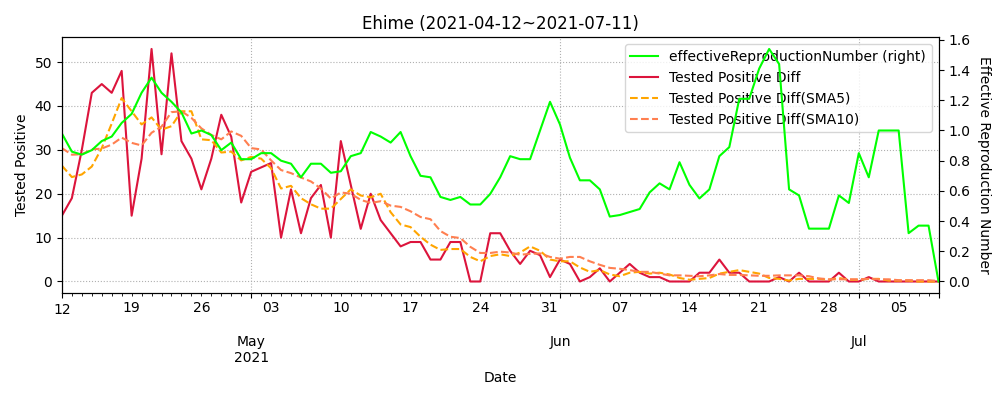 Ehime (2021-04-12~2021-07-11)
effectiveReproductionNumber (right)
Tested Positive Diff
Tested Positive Diff(SMA5)
Tested Positive Diff(SMA10)
Tested Positive
50
40
30
20
10
0
Effective Reproduction Number
1.6
1.4
1.2
1.0
0.8
0.6
0.4
0.2
0.0
12 19 26 03 10 17 24 31 07 14 21 28 05
May Jun Jul
2021
Date